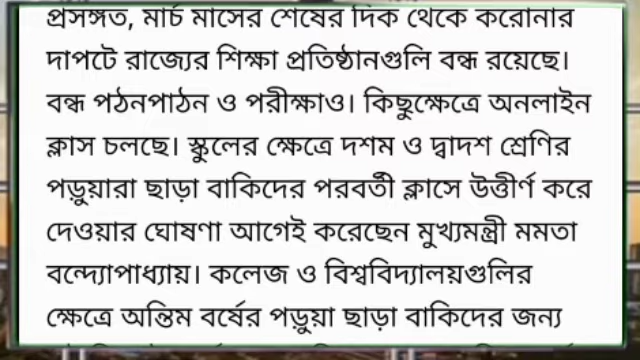 প্রসঙ্গত, মার্চ মাসের শেষের দিক থেকে করোনার
দাপটে রাজ্যের শিক্ষা প্রতিষ্ঠানগুলি বন্ধ রয়েছে।
বন্ধ পঠনপাঠন ও পরীক্ষাও। কিছুক্ষেত্রে অনলাইন
ক্লাস চলছে। স্কুলের ক্ষেত্রে দশম ও দ্বাদশ শ্রেণির
পড়ুয়ারা ছাড়া বাকিদের পরবর্তী ক্লাসে উত্তীর্ণ করে
দেওয়ার ঘোষণা আগেই করেছেন মুখ্যমন্ত্রী মমতা
বন্দ্যোপাধ্যায়। কলেজ ও বিশ্ববিদ্যালয়গুলির
ক্ষেত্রে অন্তিম বর্ষের পড়ুয়া ছাড়া বাকিদের জন্য